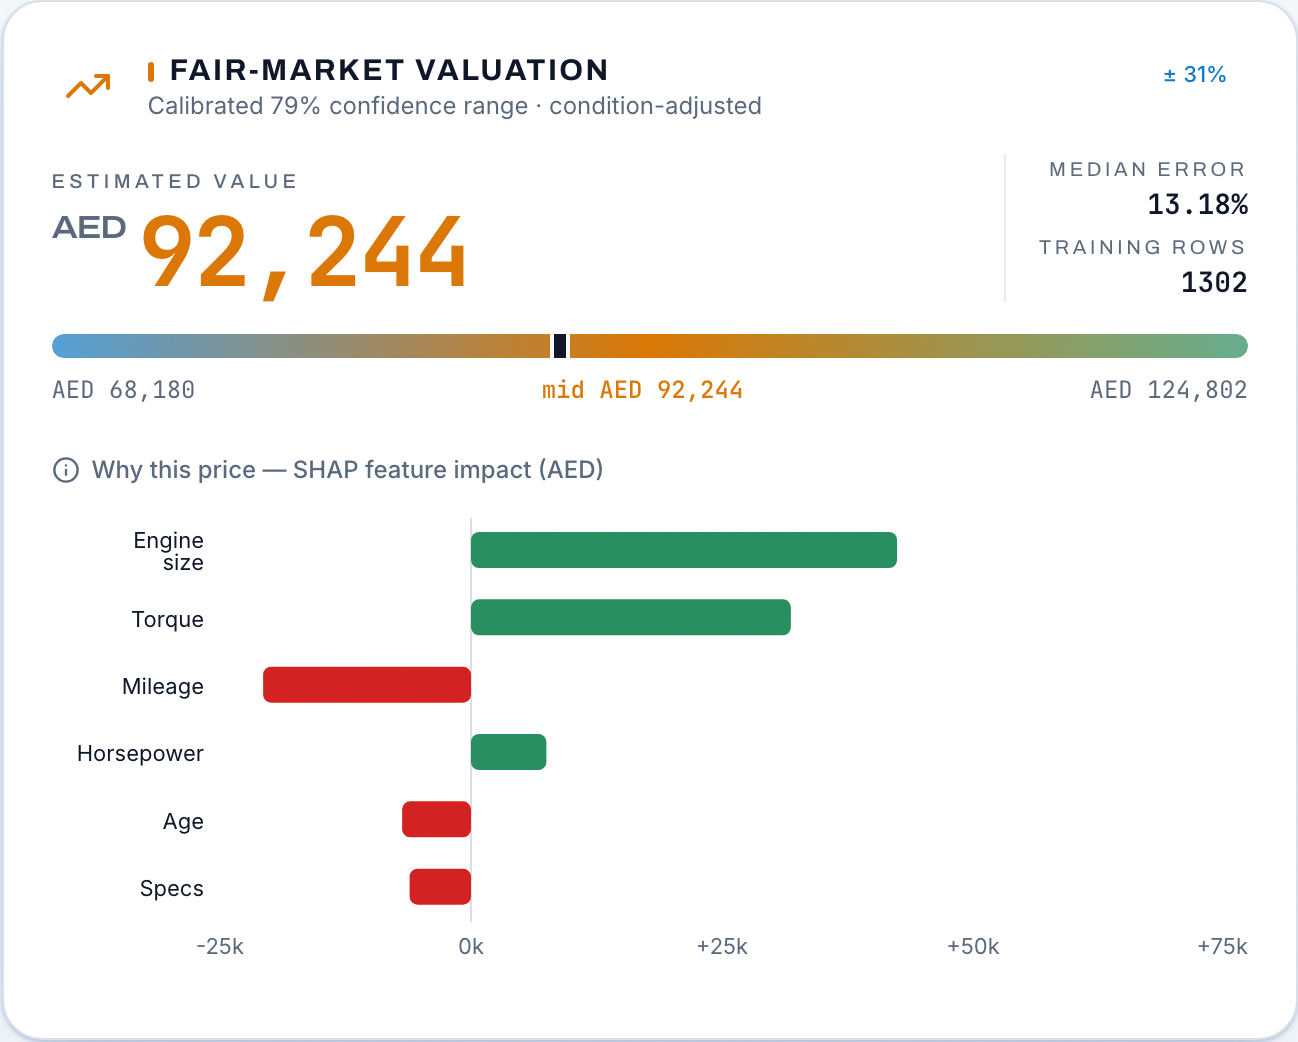 FAIR-MARKET VALUATION
Calibrated 79% confidence range · condition-adjusted
± 31%
ESTIMATED VALUE
AED 92,244
MEDIAN ERROR
13.18%
TRAINING ROWS
1302
AED 68,180
mid AED 92,244
AED 124,802
Why this price — SHAP feature impact (AED)
Engine
size
Torque
Mileage
Horsepower
Age
Specs
-25k
0k
+25k
+50k
+75k